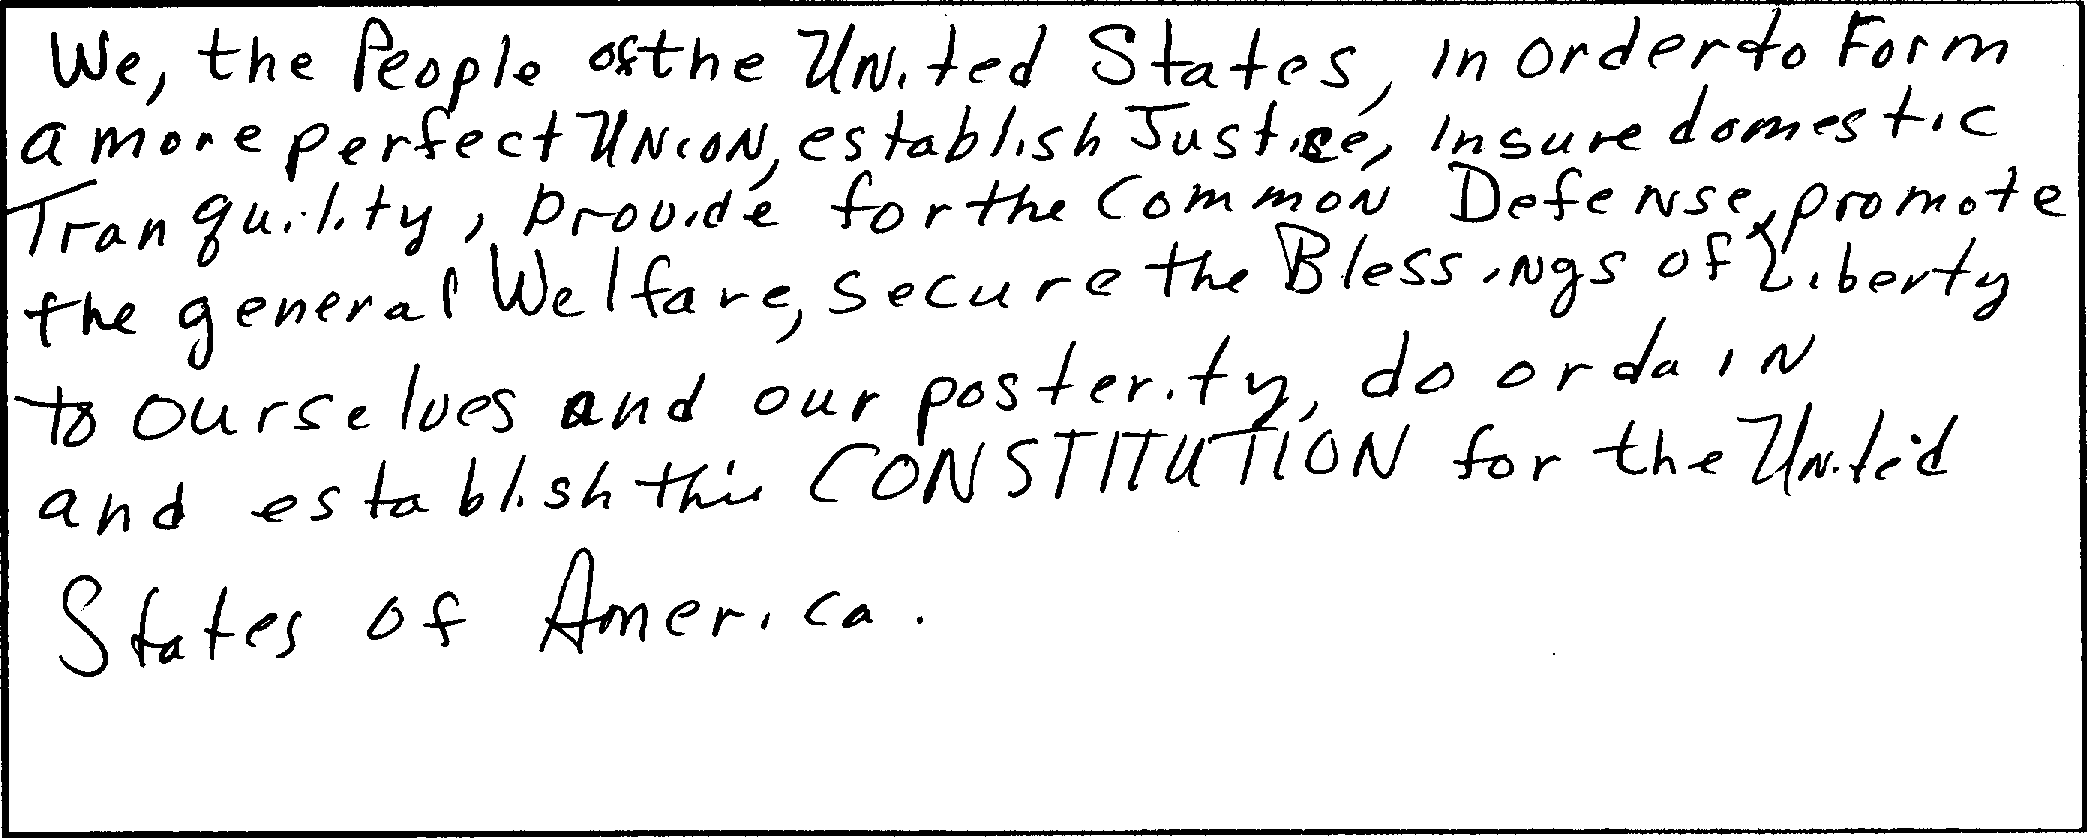 We, the People of the United States, in order to Form
a more perfect Union, establish Justice, insure domestic
Tranquility, provide for the Common Defense, promote
the general Welfare, secure the Blessings of Liberty
to ourselves and our posterity, do ordain
and establish this CONSTITUTION for the United
States of America.